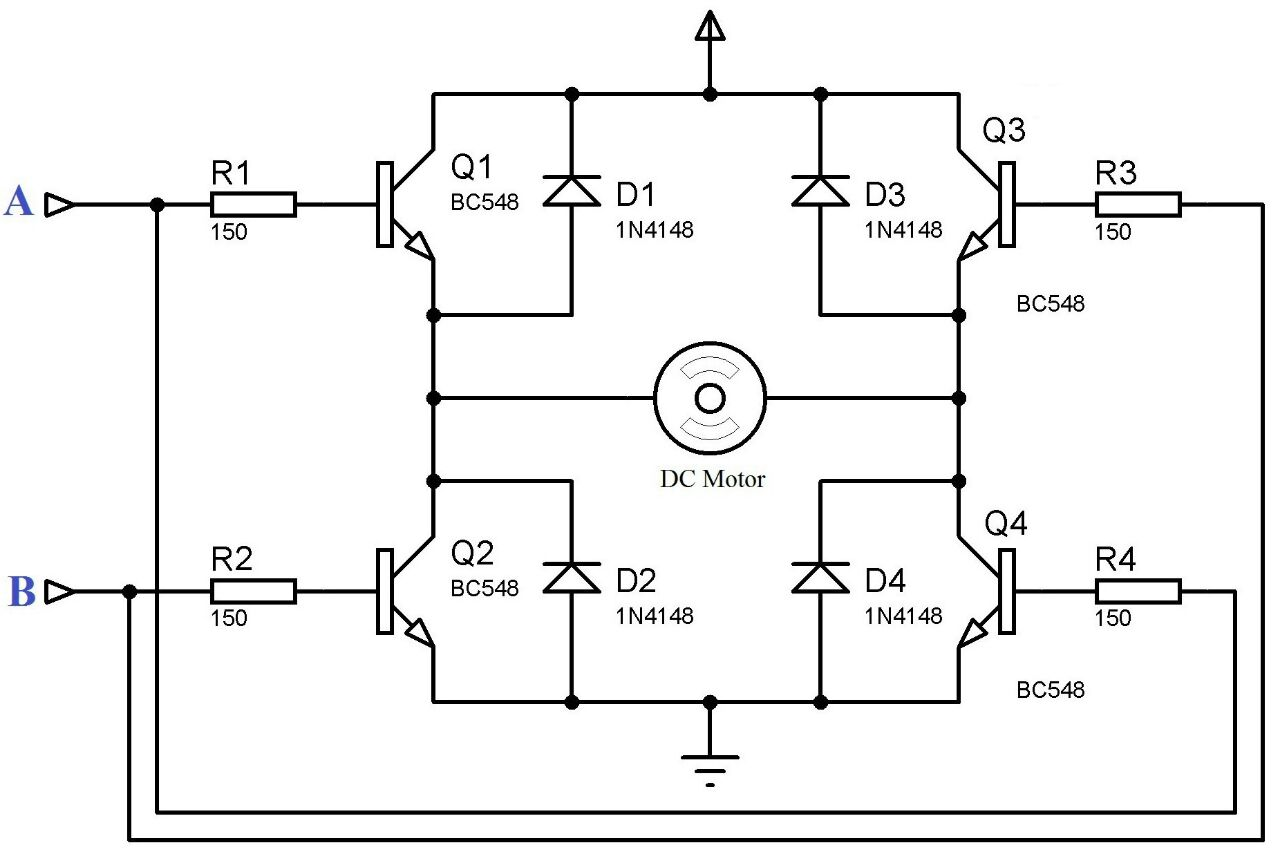 Q3
A
R1
150
Q1
BC548
D1
1N4148
D3
1N4148
R3
150
BC548
DC Motor
B
R2
150
Q2
BC548
D2
1N4148
D4
1N4148
Q4
R4
150
BC548